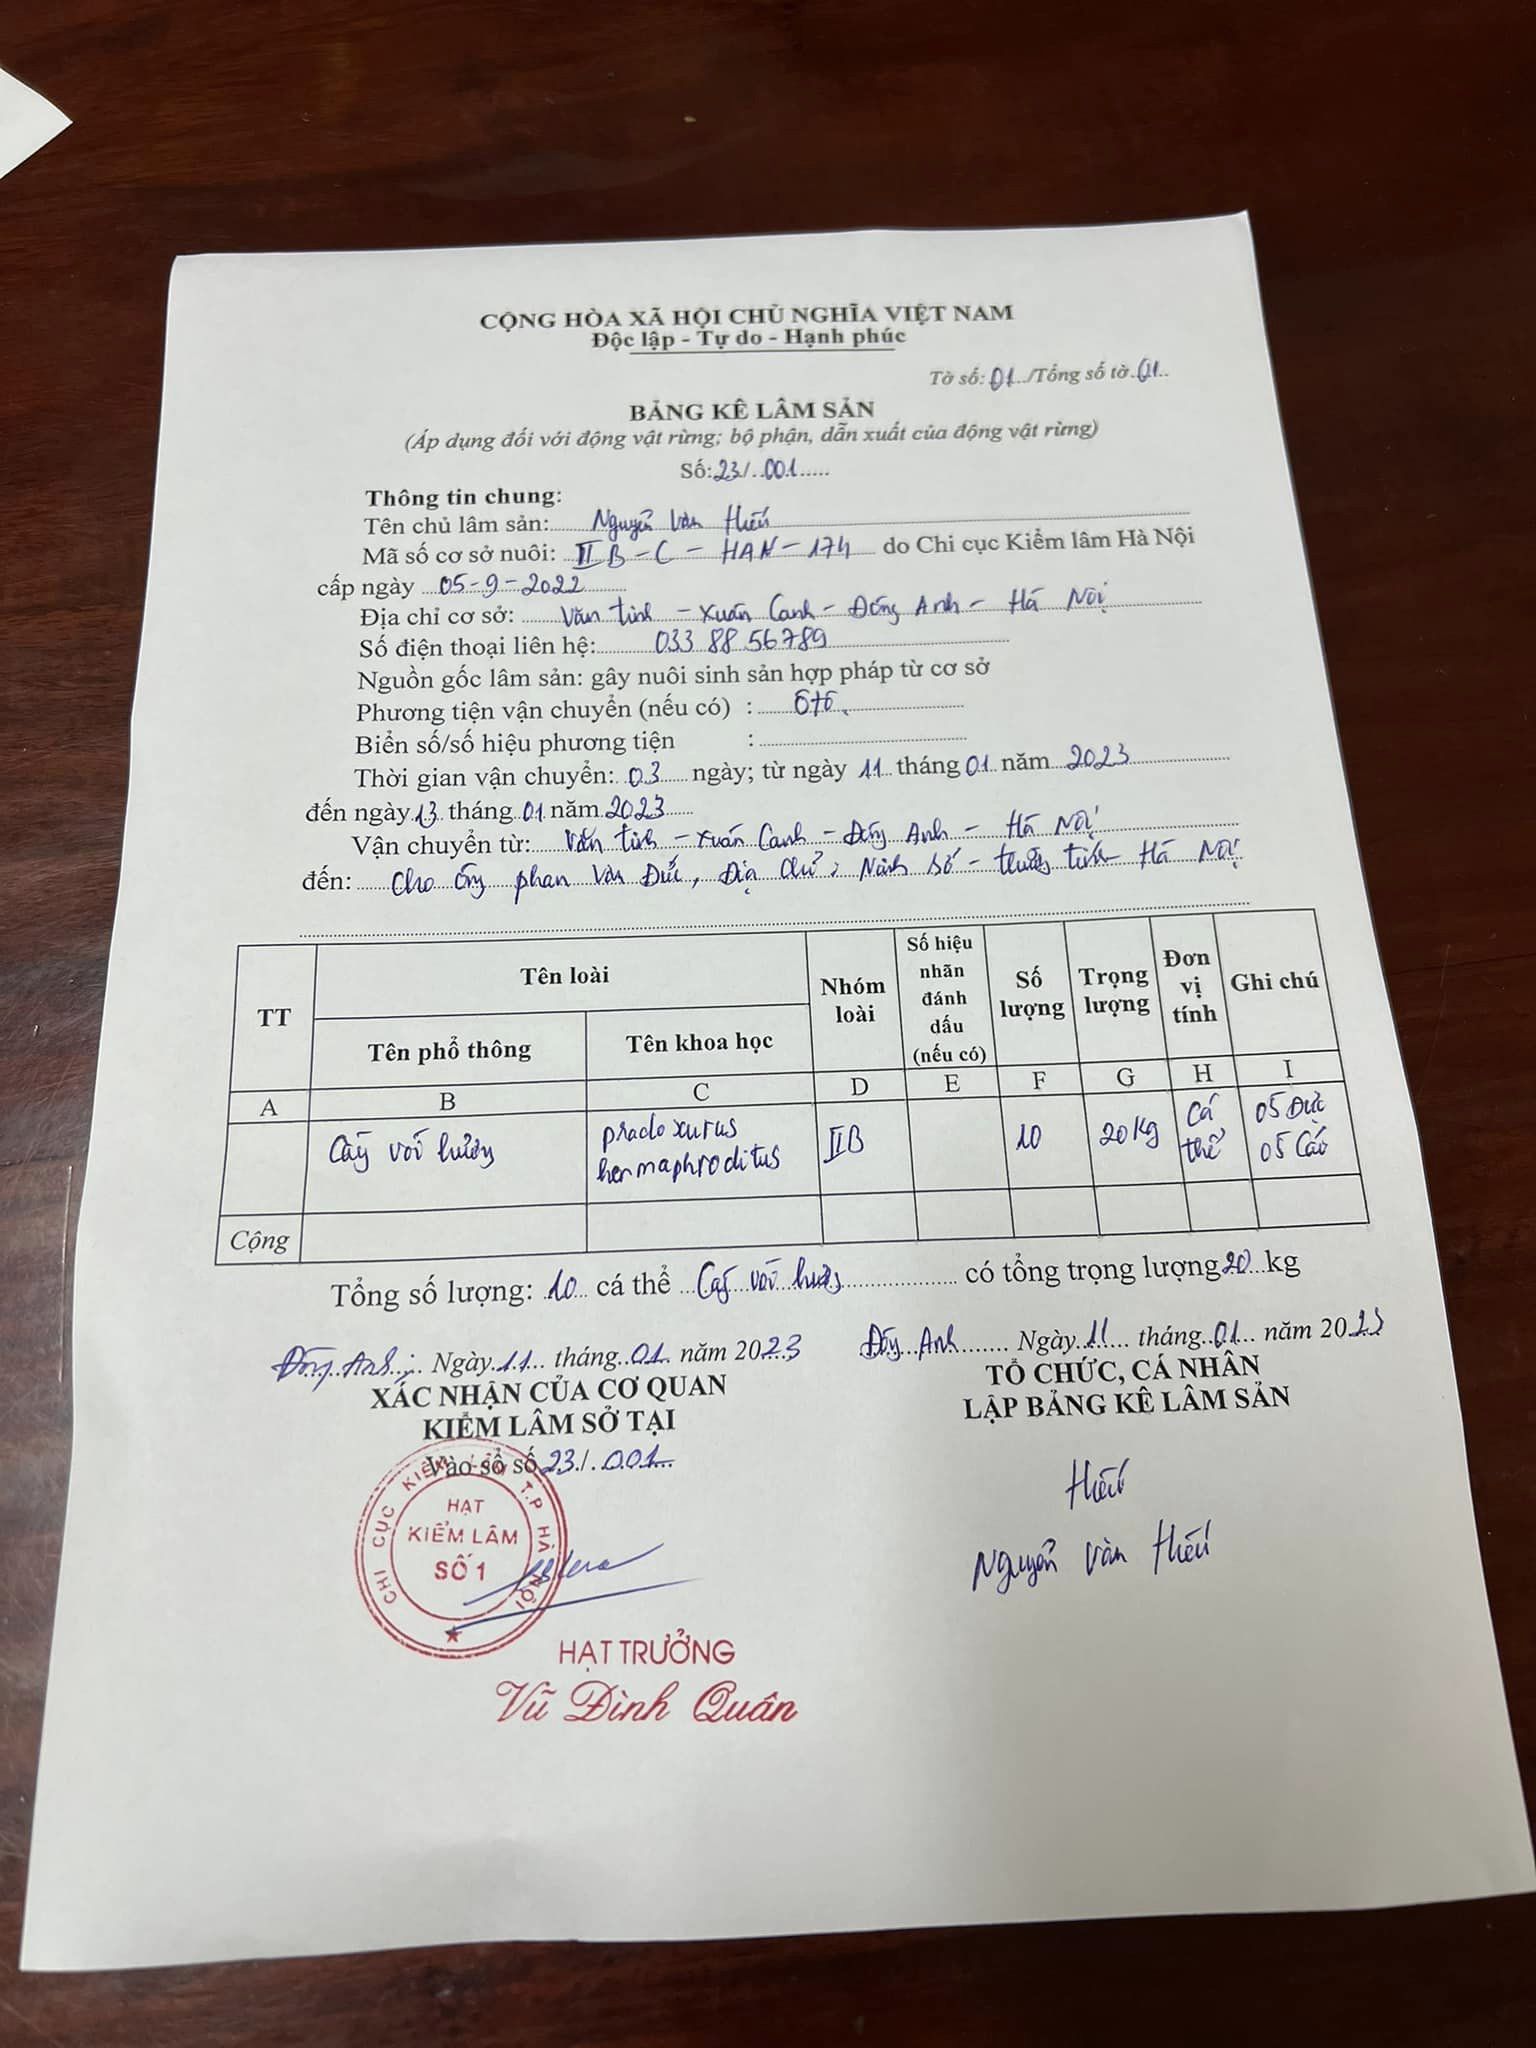 CỘNG HÒA XÃ HỘI CHỦ NGHĨA VIỆT NAM
Độc lập - Tự do - Hạnh phúc
Tờ số: 01.../Tổng số tờ.01..
BẢNG KÊ LÂM SẢN
(Áp dụng đối với động vật rừng; bộ phận, dẫn xuất của động vật rừng)
Số:23/..001.....
Thông tin chung:
Tên chủ lâm sản: Nguyễn Văn Hiếu
Mã số cơ sở nuôi: IIB - C - HAN - 174 do Chi cục Kiểm lâm Hà Nội
cấp ngày 05-9-2022
Địa chỉ cơ sở: Văn tinh - Xuân Canh - Đông Anh - Hà Nội
Số điện thoại liên hệ: 033 88 56789
Nguồn gốc lâm sản: gây nuôi sinh sản hợp pháp từ cơ sở
Phương tiện vận chuyển (nếu có) : Ôtô
Biển số/số hiệu phương tiện :
Thời gian vận chuyển: 03 ngày; từ ngày 11 tháng 01 năm 2023
đến ngày 13 tháng 01 năm 2023
Vận chuyển từ: Văn tinh - Xuân Canh - Đông Anh - Hà Nội
đến: Cho ông phan Văn Đức, Địa chỉ: Ninh Sở - thường tín - Hà Nội
TT Tên loài Nhóm loài Số hiệu nhãn đánh dấu (nếu có) Số lượng Trọng lượng Đơn vị tính Ghi chú
Tên phổ thông Tên khoa học
A B C D E F G H I
Cầy vòi hương pradoxurus hermaphroditus IIB 10 20kg Cá thể 05 Đực 05 Cái
Cộng
Tổng số lượng: 10 cá thể Cầy vòi hương có tổng trọng lượng 20 kg
Đông Anh, Ngày 11 tháng 01 năm 2023
XÁC NHẬN CỦA CƠ QUAN
KIỂM LÂM SỞ TẠI
Vào sổ số 23/.001
CHI CỤC KIỂM LÂM T.P HÀ NỘI
HẠT
KIỂM LÂM
SỐ 1
HẠT TRƯỞNG
Vũ Đình Quân
Đông Anh Ngày 11 tháng 01 năm 2023
TỔ CHỨC, CÁ NHÂN
LẬP BẢNG KÊ LÂM SẢN
Hiếu
Nguyễn Văn Hiếu